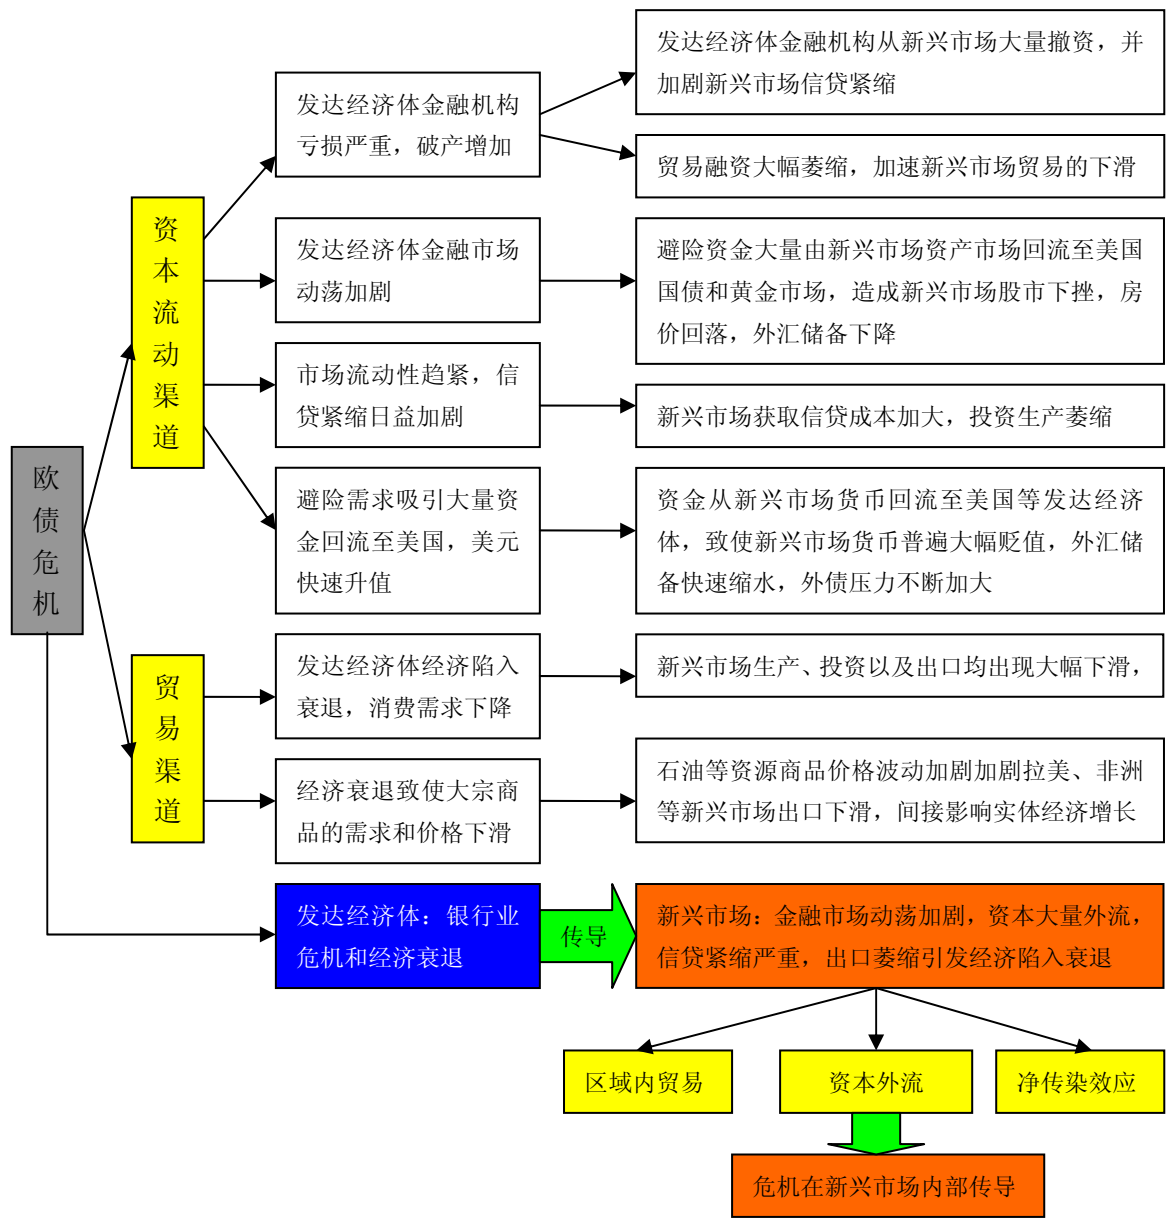 欧债危机
资本流动渠道
发达经济体金融机构
亏损严重，破产增加
发达经济体金融机构从新兴市场大量撤资，并
加剧新兴市场信贷紧缩
贸易融资大幅萎缩，加速新兴市场贸易的下滑
发达经济体金融市场
动荡加剧
避险资金大量由新兴市场资产市场回流至美国
国债和黄金市场，造成新兴市场股市下挫，房
价回落，外汇储备下降
市场流动性趋紧，信
贷紧缩日益加剧
新兴市场获取信贷成本加大，投资生产萎缩
避险需求吸引大量资
金回流至美国，美元
快速升值
资金从新兴市场货币回流至美国等发达经济
体，致使新兴市场货币普遍大幅贬值，外汇储
备快速缩水，外债压力不断加大
贸易渠道
发达经济体经济陷入
衰退，消费需求下降
新兴市场生产、投资以及出口均出现大幅下滑，
经济衰退致使大宗商
品的需求和价格下滑
石油等资源商品价格波动加剧加剧拉美、非洲
等新兴市场出口下滑，间接影响实体经济增长
发达经济体：银行业
危机和经济衰退
传导
新兴市场：金融市场动荡加剧，资本大量外流，
信贷紧缩严重，出口萎缩引发经济陷入衰退
区域内贸易
资本外流
净传染效应
危机在新兴市场内部传导